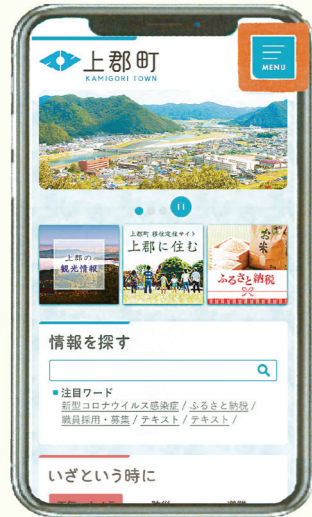 上郡町
KAMIGORI TOWN
MENU
上郡の
観光情報
上郡町 移住定住サイト
上郡に住む
お米
ふるさと納税
情報を探す
■注目ワード
新型コロナウイルス感染症 / ふるさと納税 /
職員採用・募集 / テキスト / テキスト /
いざという時に